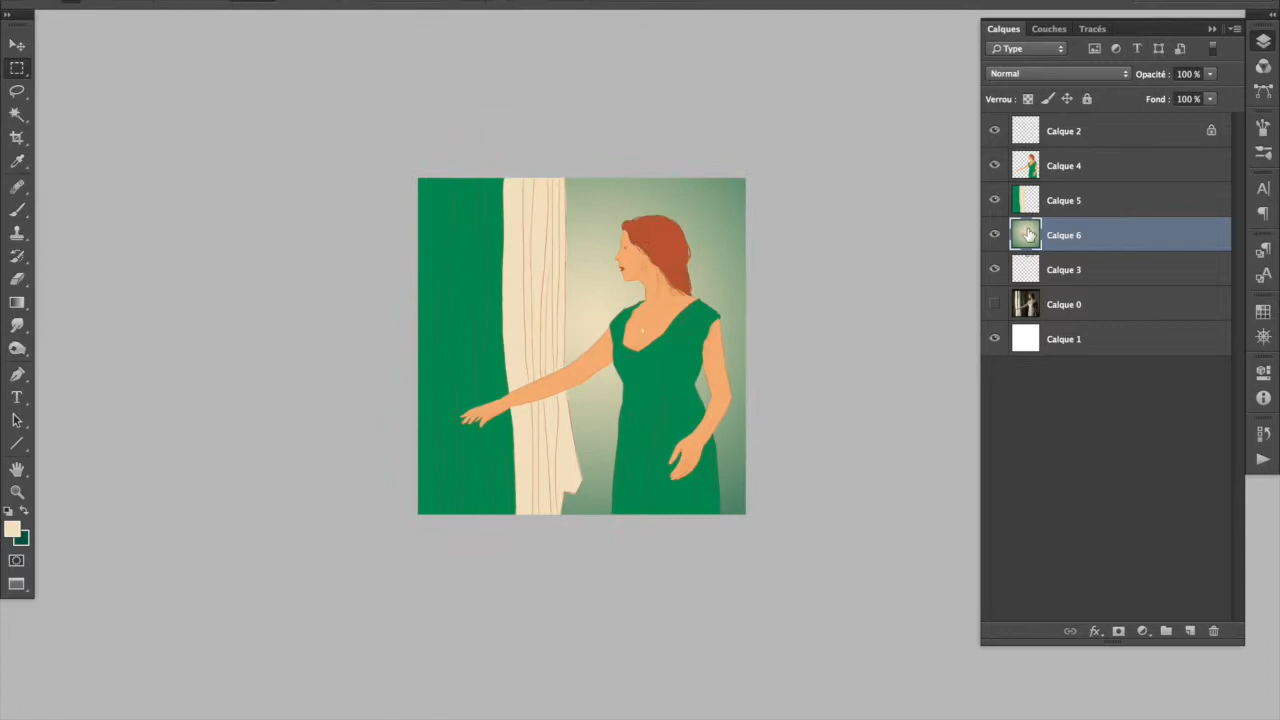 Calques Couches Tracés
Type
Normal Opacité : 100 %
Verrou : Fond : 100 %
Calque 2
Calque 4
Calque 5
Calque 6
Calque 3
Calque 0
Calque 1